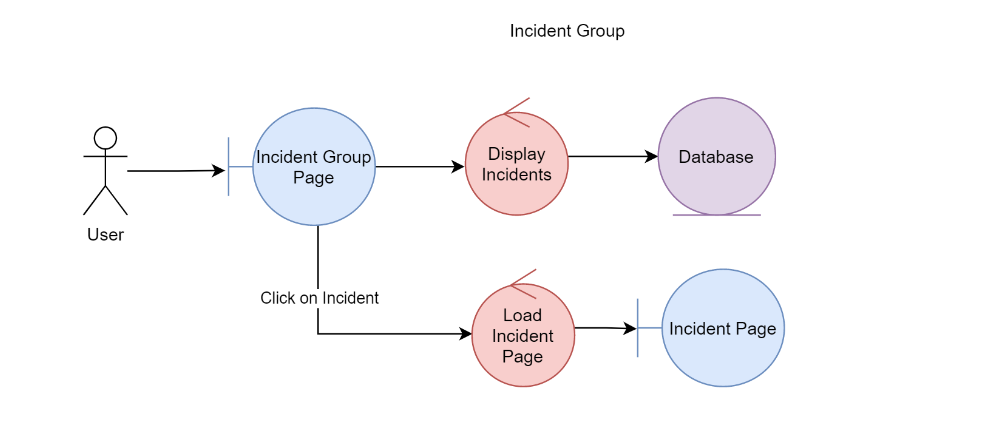 Incident Group
Incident Group
Page
Display
Incidents
Database
User
Click on Incident
Load
Incident
Page
Incident Page